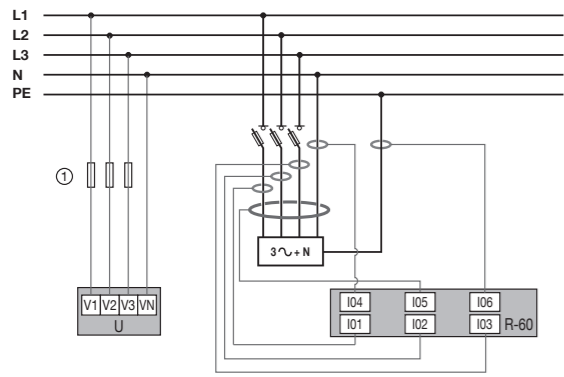 L1
L2
L3
N
PE
1
3 ∿ + N
V1 V2 V3 VN
U
I04 I05 I06
I01 I02 I03 R-60